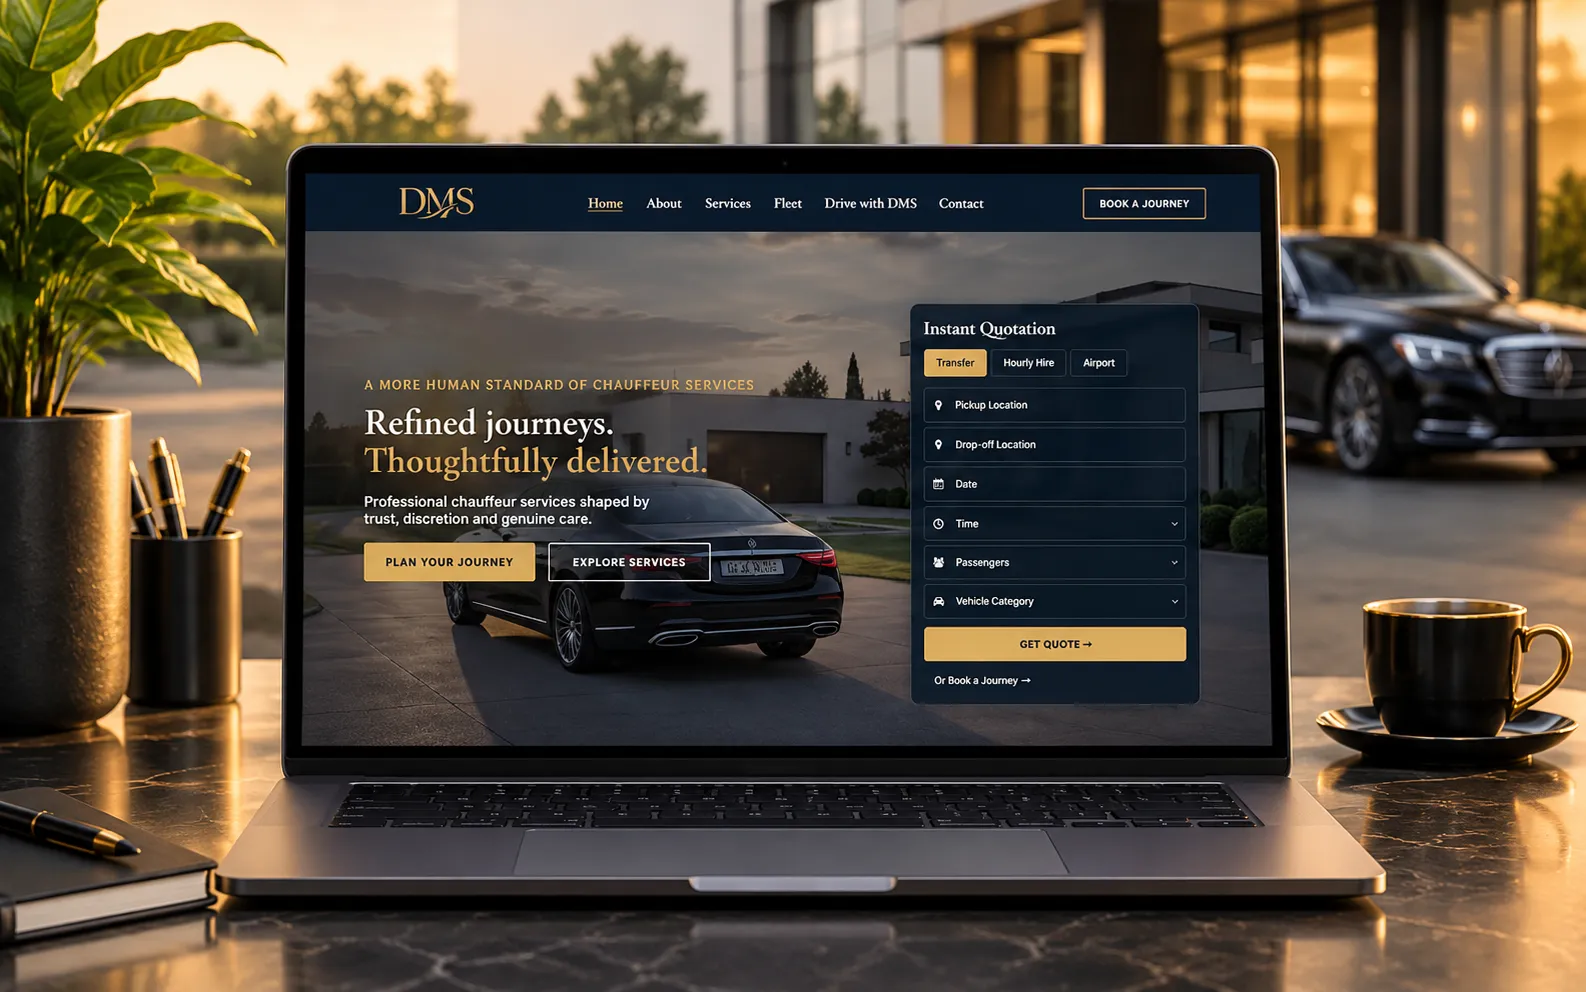 DMS
Home About Services Fleet Drive with DMS Contact
BOOK A JOURNEY
A MORE HUMAN STANDARD OF CHAUFFEUR SERVICES
Refined journeys.
Thoughtfully delivered.
Professional chauffeur services shaped by
trust, discretion and genuine care.
PLAN YOUR JOURNEY
EXPLORE SERVICES
Instant Quotation
Transfer Hourly Hire Airport
Pickup Location
Drop-off Location
Date
Time
Passengers
Vehicle Category
GET QUOTE →
Or Book a Journey →